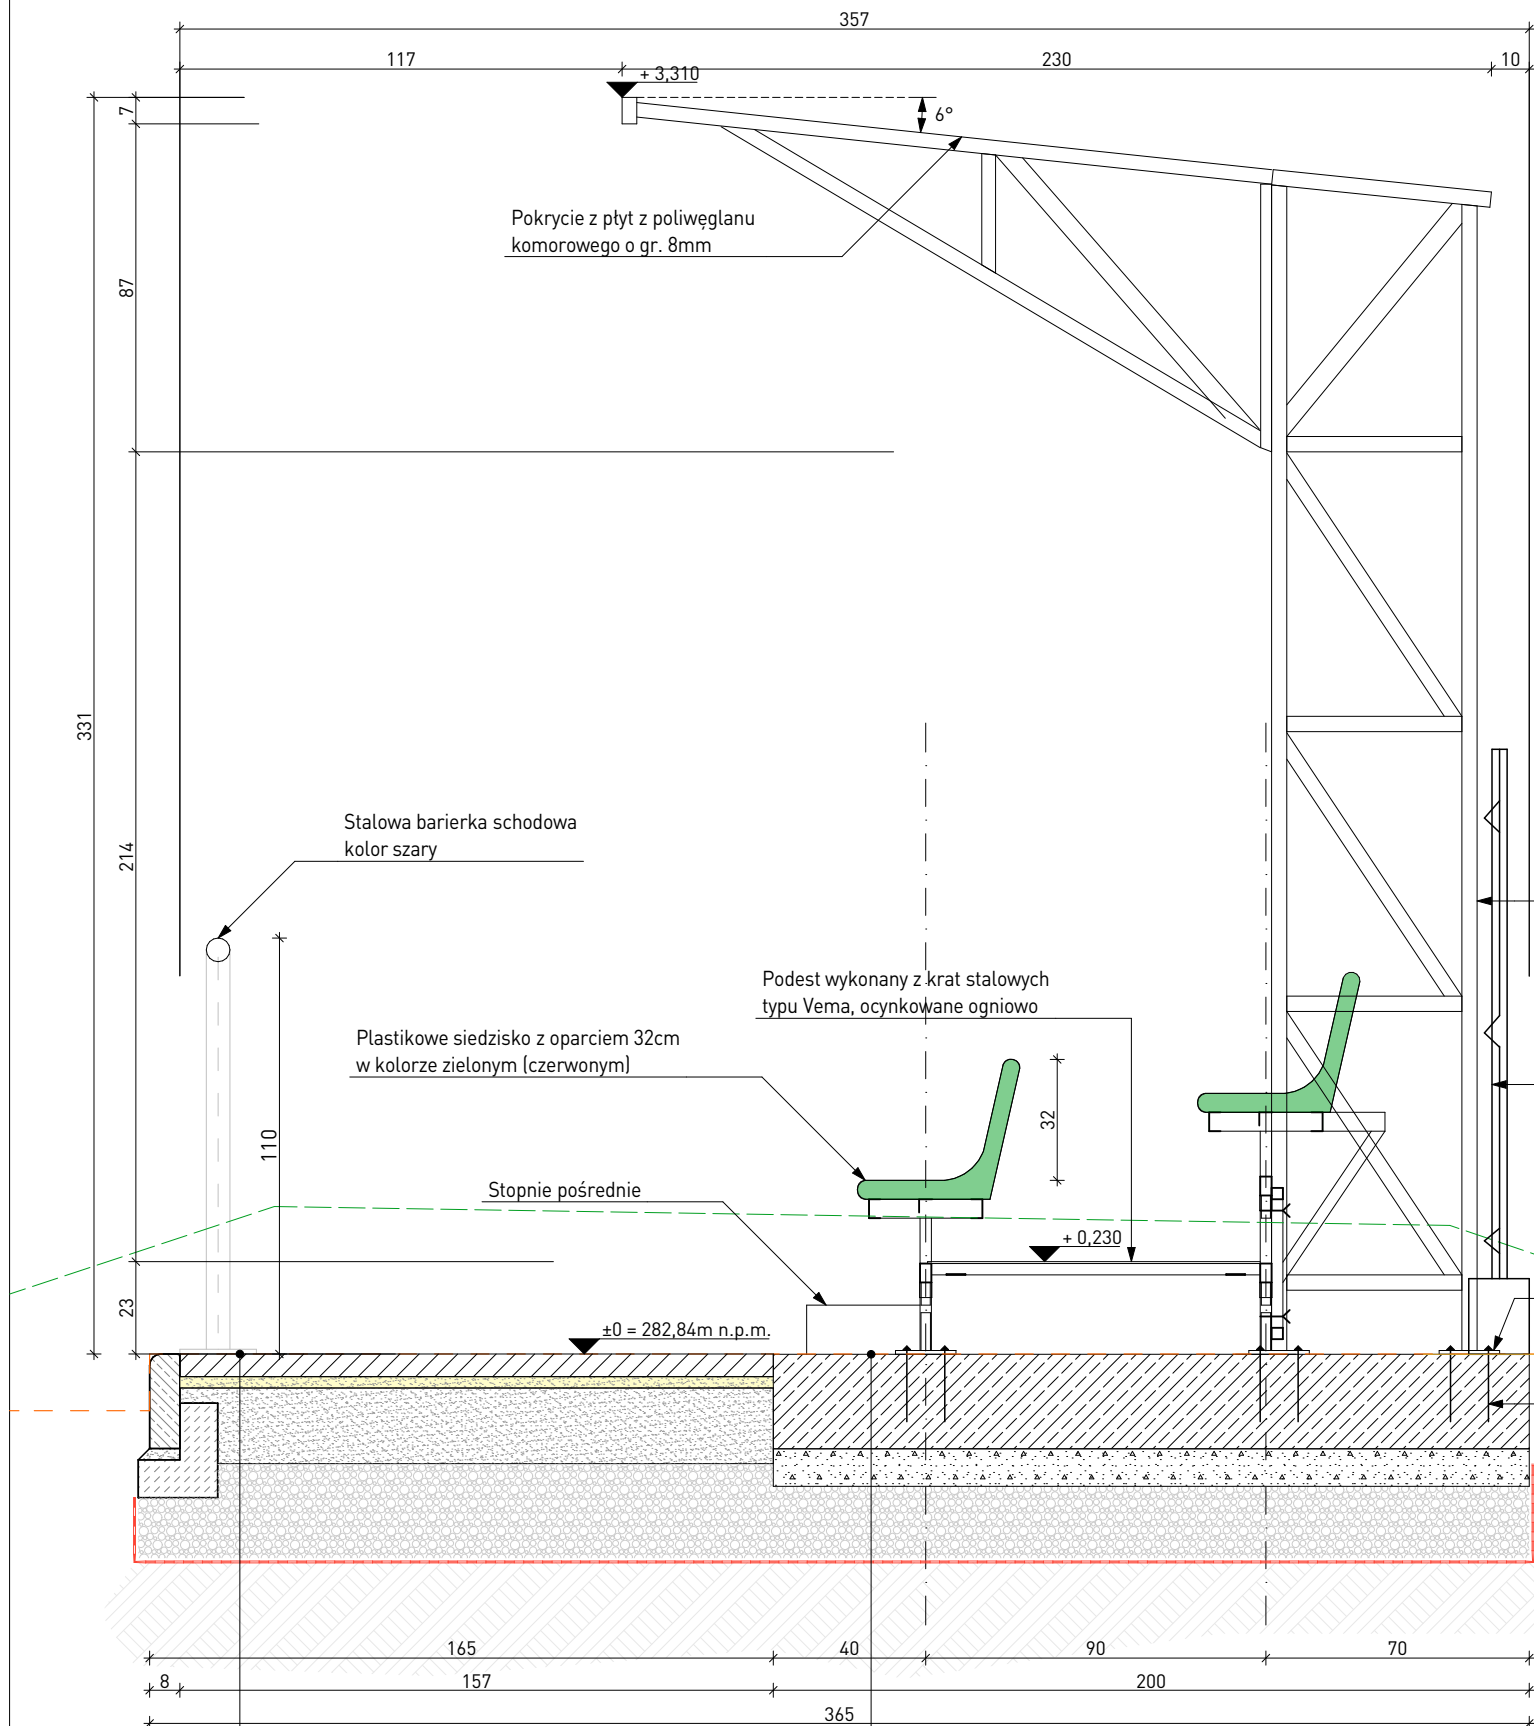 357
117
230
10
+ 3,310
7
6°
Pokrycie z płyt z poliwęglanu
komorowego o gr. 8mm
87
331
214
Stalowa barierka schodowa
kolor szary
Podest wykonany z krat stalowych
typu Vema, ocynkowane ogniowo
Plastikowe siedzisko z oparciem 32cm
w kolorze zielonym (czerwonym)
32
110
Stopnie pośrednie
+ 0,230
23
±0 = 282,84m n.p.m.
165
40
90
70
8
157
200
365